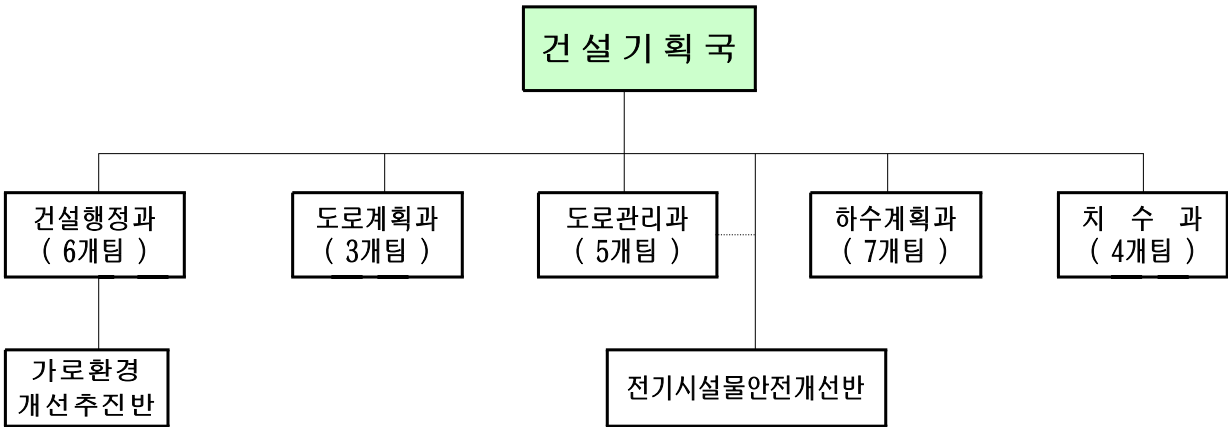 건 설 기 획 국
건설행정과
( 6개팀 )
도로계획과
( 3개팀 )
도로관리과
( 5개팀 )
하수계획과
( 7개팀 )
치 수 과
( 4개팀 )
가로환경
개선추진반
전기시설물안전개선반